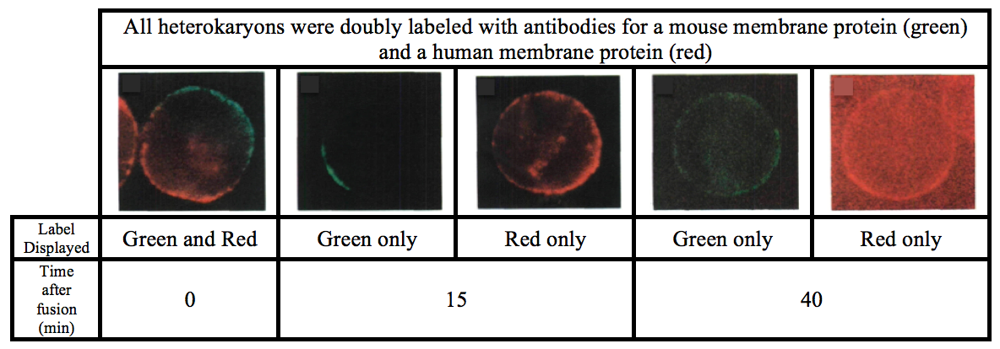 All heterokaryons were doubly labeled with antibodies for a mouse membrane protein (green)
and a human membrane protein (red)
Label
Displayed
Green and Red
Green only
Red only
Green only
Red only
Time
after
fusion
(min)
0
15
40